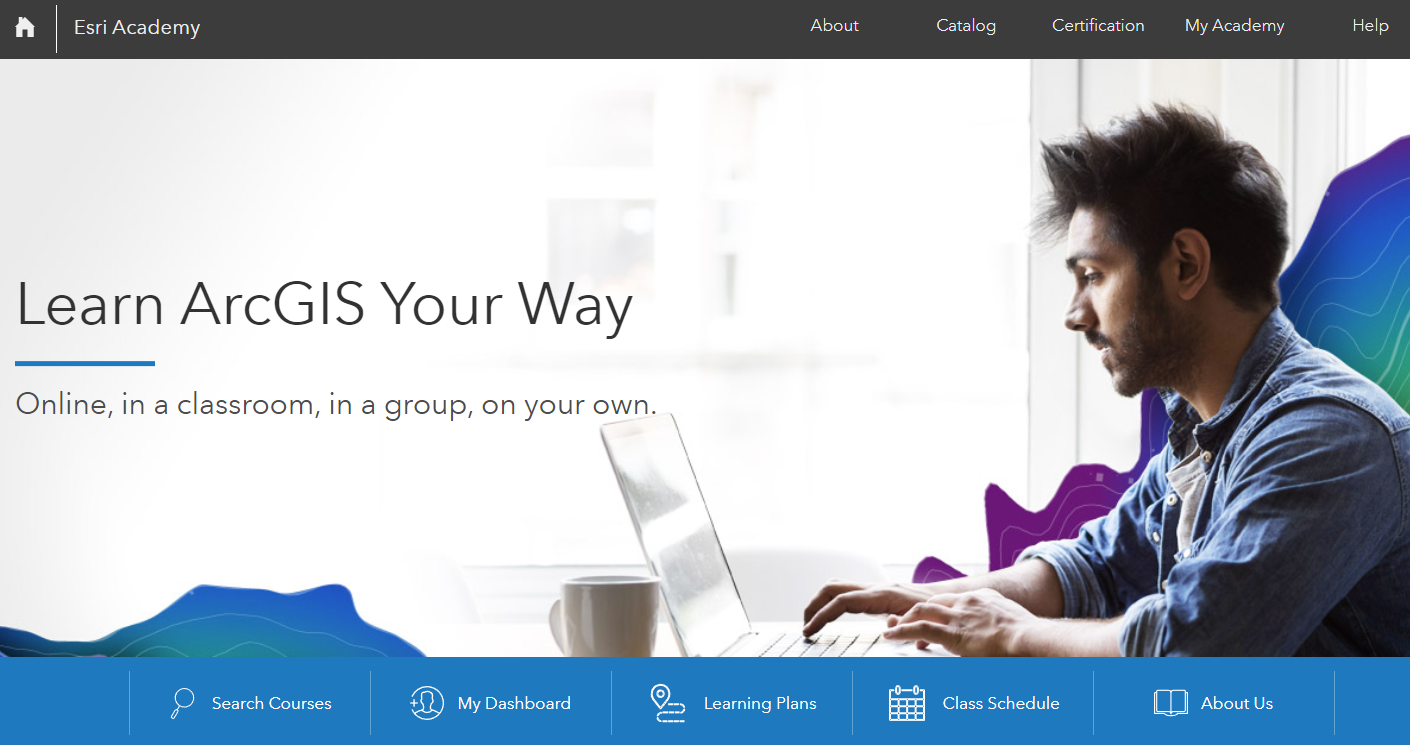 Esri Academy
About
Catalog
Certification
My Academy
Help
Learn ArcGIS Your Way
Online, in a classroom, in a group, on your own.
Search Courses
My Dashboard
Learning Plans
Class Schedule
About Us